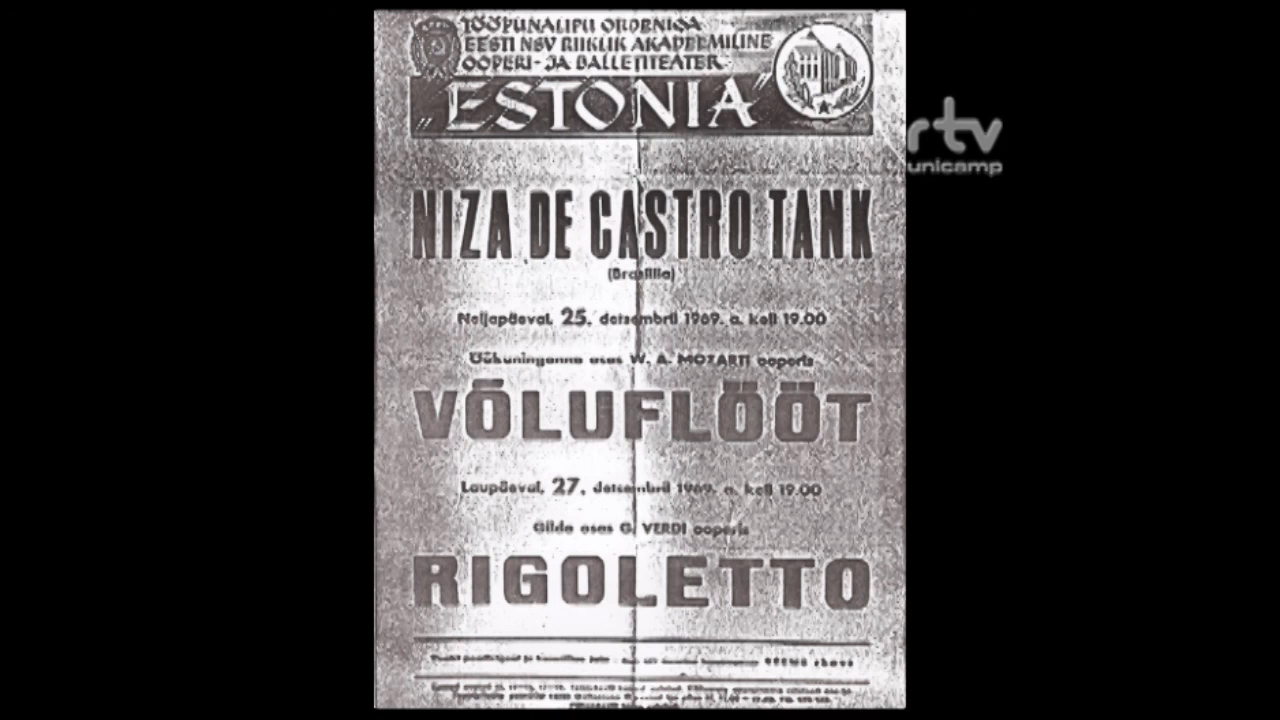 TÖÖPUNALIPU ORDENIGA
EESTI NSV RIIKLIK AKADEEMILINE
OOPERI- JA BALLETITEATER
„ESTONIA”
rtv
unicamp
NIZA DE CASTRO TANK
(Brasiilia)
Neljapäeval, 25. detsembril 1969. a. kell 19.00
Öökuninganna osas W. A. MOZARTI ooperis
VÕLUFLÖÖT
Laupäeval, 27. detsembril 1969. a. kell 19.00
Gilda osas G. VERDI ooperis
RIGOLETTO